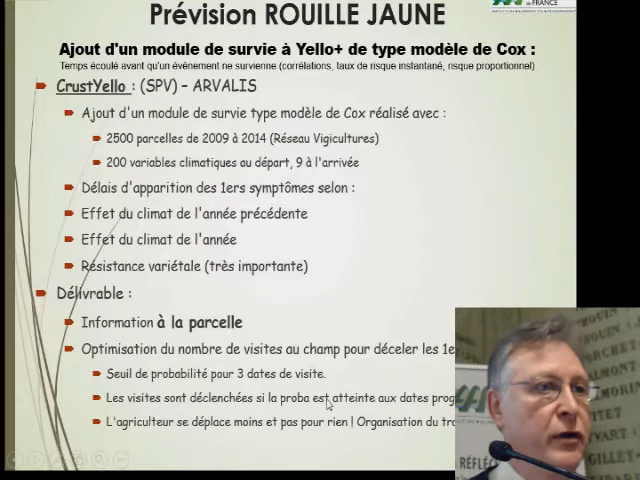 Prévision ROUILLE JAUNE
de FRANCE
Ajout d'un module de survie à Yello+ de type modèle de Cox :
Temps écoulé avant qu'un événement ne survienne (corrélations, taux de risque instantané, risque proportionnel)
CrustYello : (SPV) – ARVALIS
Ajout d'un module de survie type modèle de Cox réalisé avec :
2500 parcelles de 2009 à 2014 (Réseau Vigicultures)
200 variables climatiques au départ, 9 à l'arrivée
Délais d'apparition des 1ers symptômes selon :
Effet du climat de l'année précédente
Effet du climat de l'année
Résistance variétale (très importante)
Délivrable :
Information à la parcelle
Optimisation du nombre de visites au champ pour déceler les 1e
Seuil de probabilité pour 3 dates de visite.
Les visites sont déclenchées si la proba est atteinte aux dates prog
L'agriculteur se déplace moins et pas pour rien ! Organisation du tra
RÉFLÉ